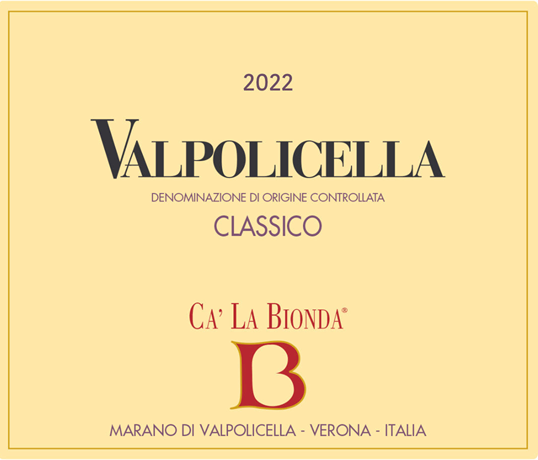 2022
VALPOLICELLA
DENOMINAZIONE DI ORIGINE CONTROLLATA
CLASSICO
CA' LA BIONDA®
B
MARANO DI VALPOLICELLA - VERONA - ITALIA